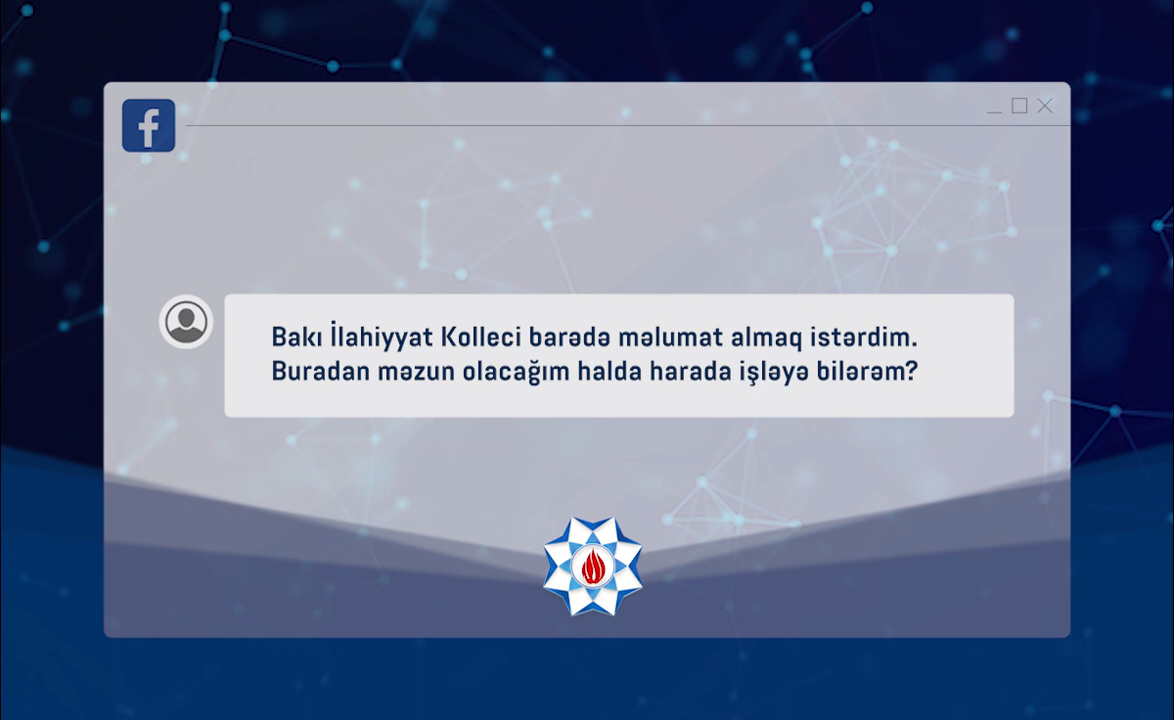 Bakı İlahiyyat Kolleci barədə məlumat almaq istərdim.
Buradan məzun olacağım halda harada işləyə bilərəm?